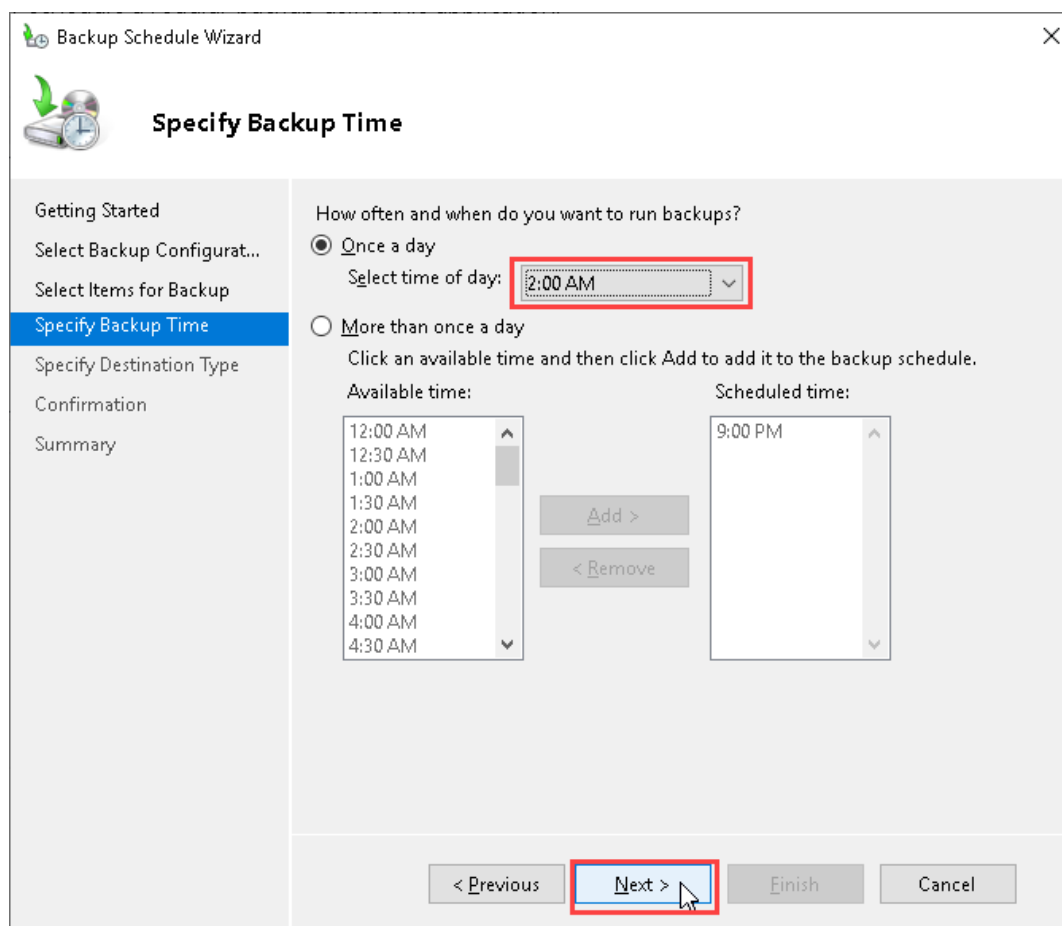 Backup Schedule Wizard
Specify Backup Time
Getting Started
Select Backup Configurat...
Select Items for Backup
Specify Backup Time
Specify Destination Type
Confirmation
Summary
How often and when do you want to run backups?
Once a day
Select time of day:
2:00 AM
More than once a day
Click an available time and then click Add to add it to the backup schedule.
Available time:
Scheduled time:
12:00 AM
12:30 AM
1:00 AM
1:30 AM
2:00 AM
2:30 AM
3:00 AM
3:30 AM
4:00 AM
4:30 AM
9:00 PM
Add >
< Remove
< Previous
Next >
Finish
Cancel